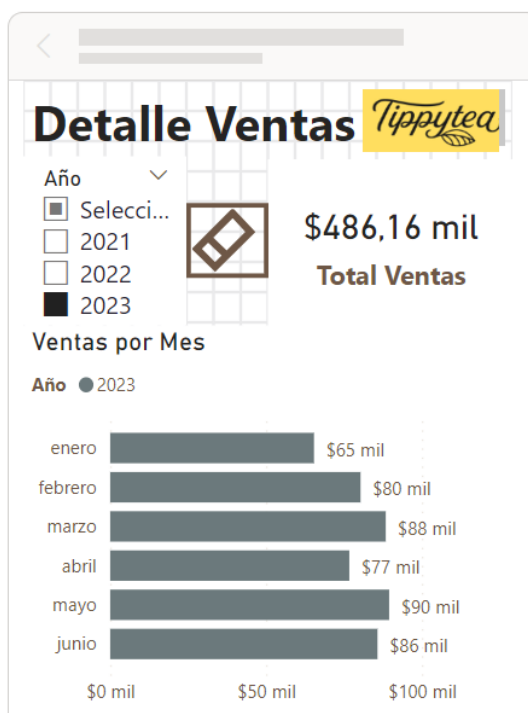 Detalle Ventas Tippytea
Año
Selecci...
2021
2022
2023
$486,16 mil
Total Ventas
Ventas por Mes
Año 2023
enero $65 mil
febrero $80 mil
marzo $88 mil
abril $77 mil
mayo $90 mil
junio $86 mil
$0 mil $50 mil $100 mil